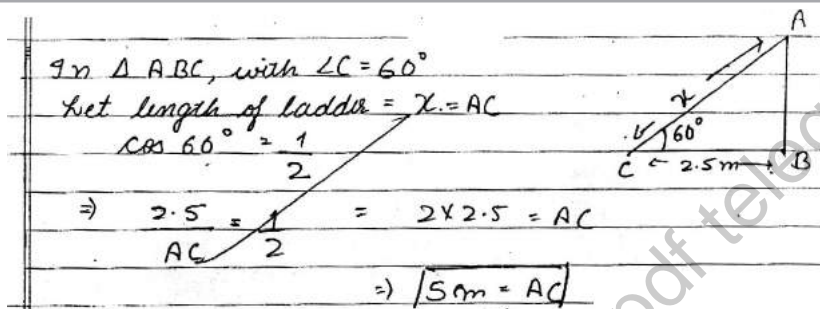 In Δ ABC, with ∠C = 60°
Let length of ladder = x = AC
cos 60° = 1/2
=) 2.5/AC = 1/2 = 2 x 2.5 = AC
=) 5m = AC
A
x
60°
C ← 2.5m → B